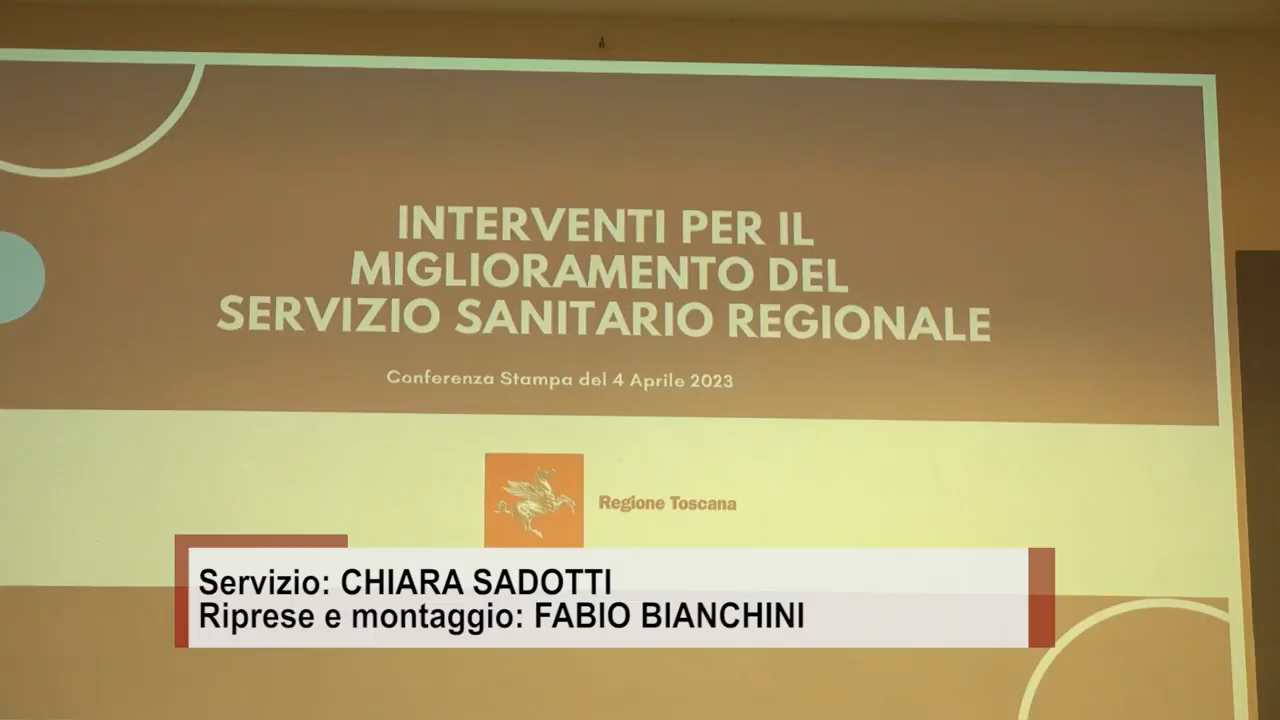 INTERVENTI PER IL
MIGLIORAMENTO DEL
SERVIZIO SANITARIO REGIONALE
Conferenza Stampa del 4 Aprile 2023
Regione Toscana
Servizio: CHIARA SADOTTI
Riprese e montaggio: FABIO BIANCHINI